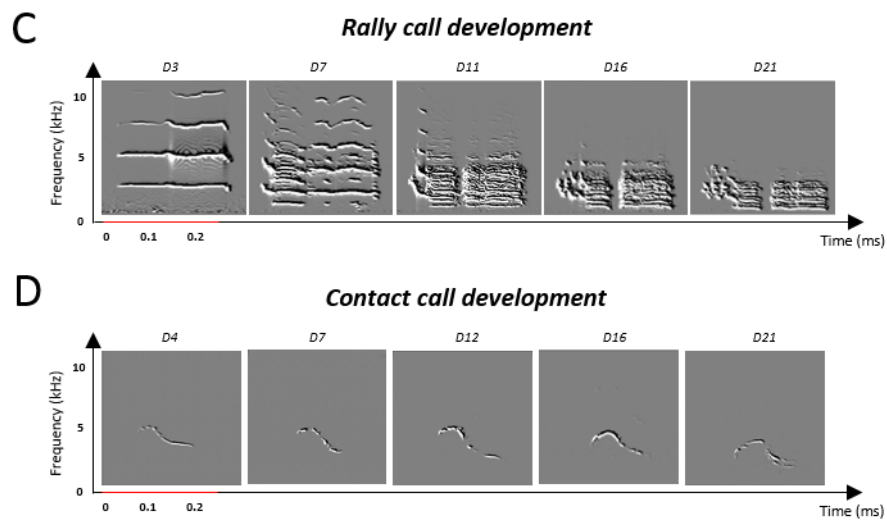 C
Rally call development
D3 D7 D11 D16 D21
10
Frequency (kHz)
5
0
0 0.1 0.2
Time (ms)
D
Contact call development
D4 D7 D12 D16 D21
10
Frequency (kHz)
5
0
0 0.1 0.2
Time (ms)